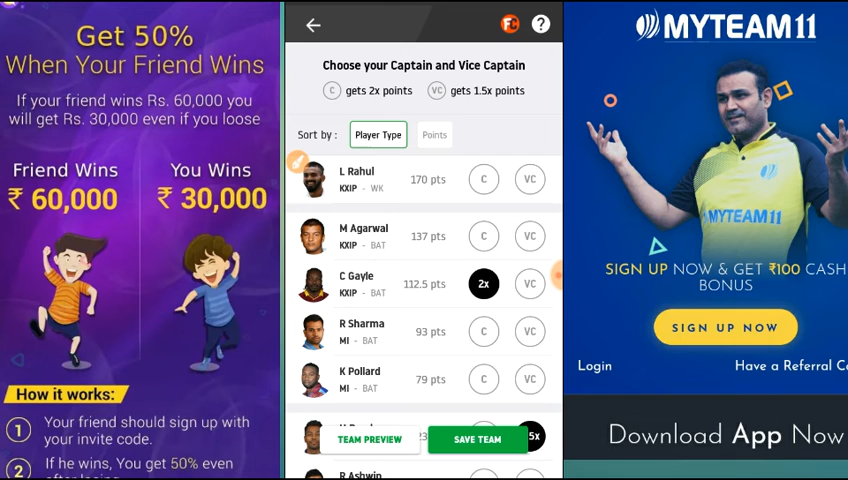 Get 50%
When Your Friend Wins
If your friend wins Rs. 60,000 you
will get Rs. 30,000 even if you loose
Friend Wins
₹ 60,000
You Wins
₹ 30,000
How it works:
1 Your friend should sign up with
your invite code.
2 If he wins, You get 50% even
after
FC ?
Choose your Captain and Vice Captain
C gets 2x points
VC gets 1.5x points
Sort by : Player Type Points
L Rahul
KXIP - WK
170 pts C VC
M Agarwal
KXIP - BAT
137 pts C VC
C Gayle
KXIP - BAT
112.5 pts 2x VC
R Sharma
MI - BAT
93 pts C VC
K Pollard
MI - BAT
79 pts C VC
5x
TEAM PREVIEW SAVE TEAM
R Ashwin
MYTEAM11
MYTEAM11
SIGN UP NOW & GET ₹100 CASH
BONUS
SIGN UP NOW
Login
Have a Referral Co
Download App Now